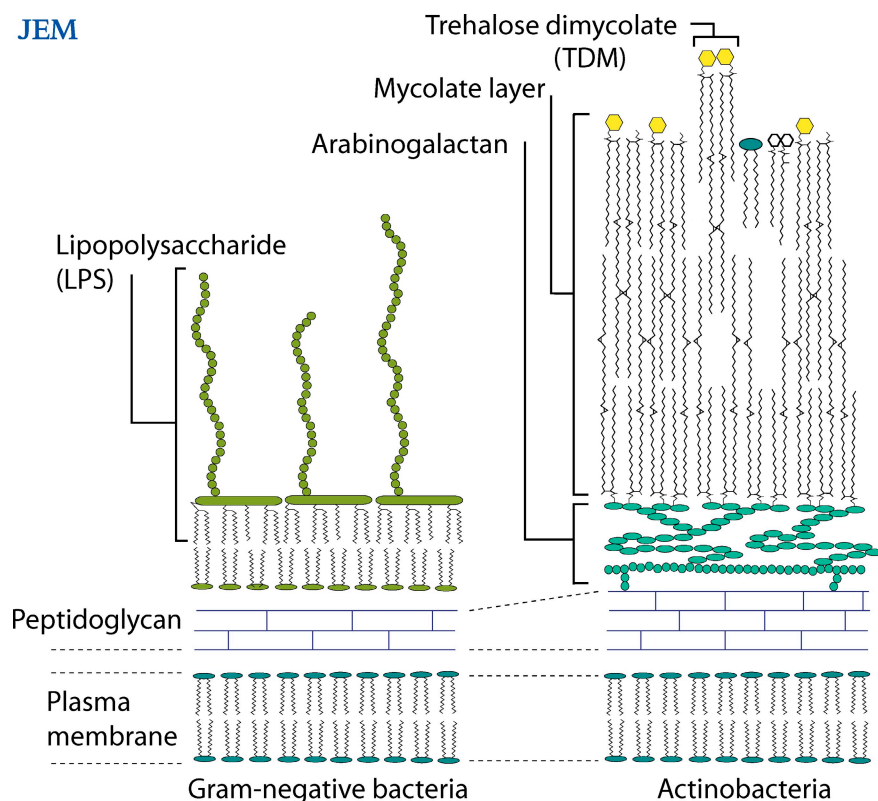 JEM
Trehalose dimycolate
(TDM)
Mycolate layer
Arabinogalactan
Lipopolysaccharide
(LPS)
Peptidoglycan
Plasma
membrane
Gram-negative bacteria
Actinobacteria